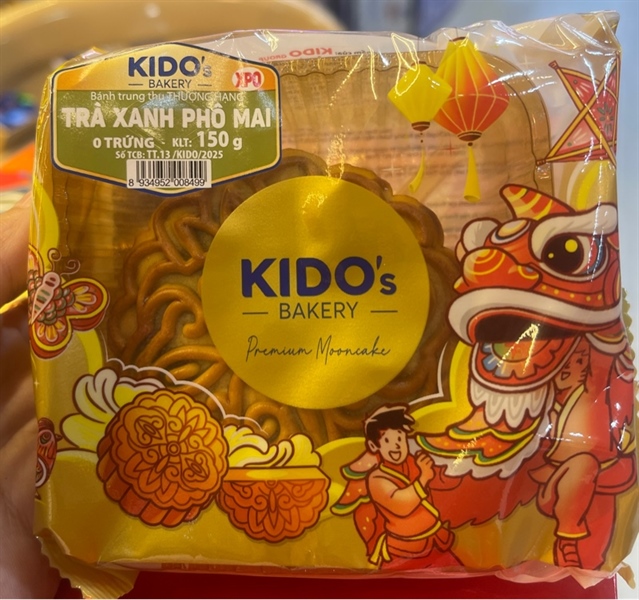 KIDO's
BAKERY
XPO
Bánh trung thu THƯỢNG HẠNG
TRÀ XANH PHÔ MAI
0 TRỨNG - KLT: 150 g
Số TCB: TT.13 /KIDO/2025
8 934952 008499
KIDO
KIDO's
BAKERY
Premium Mooncake